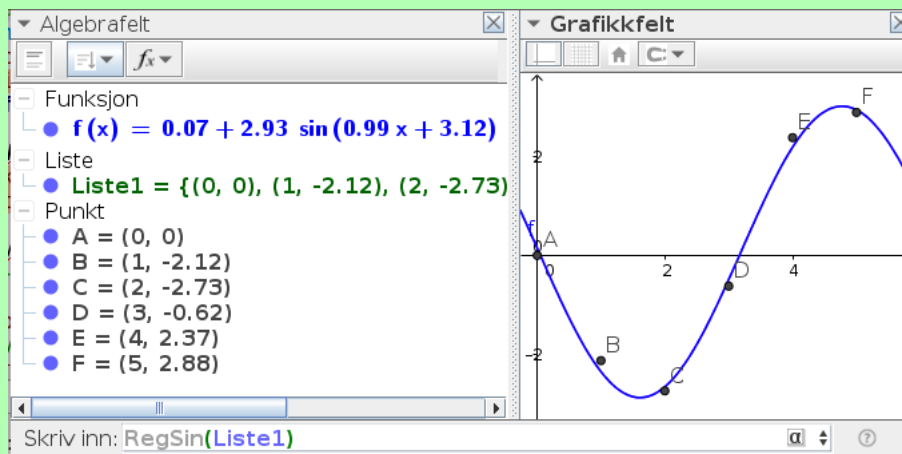 Algebrafelt
fx
Funksjon
f(x) = 0.07 + 2.93 sin(0.99 x + 3.12)
Liste
Liste1 = {(0, 0), (1, -2.12), (2, -2.73)
Punkt
A = (0, 0)
B = (1, -2.12)
C = (2, -2.73)
D = (3, -0.62)
E = (4, 2.37)
F = (5, 2.88)
Grafikkfelt
F
E
2
f
A
0
2
4
D
B
-2
C
Skriv inn: RegSin(Liste1)
α
?